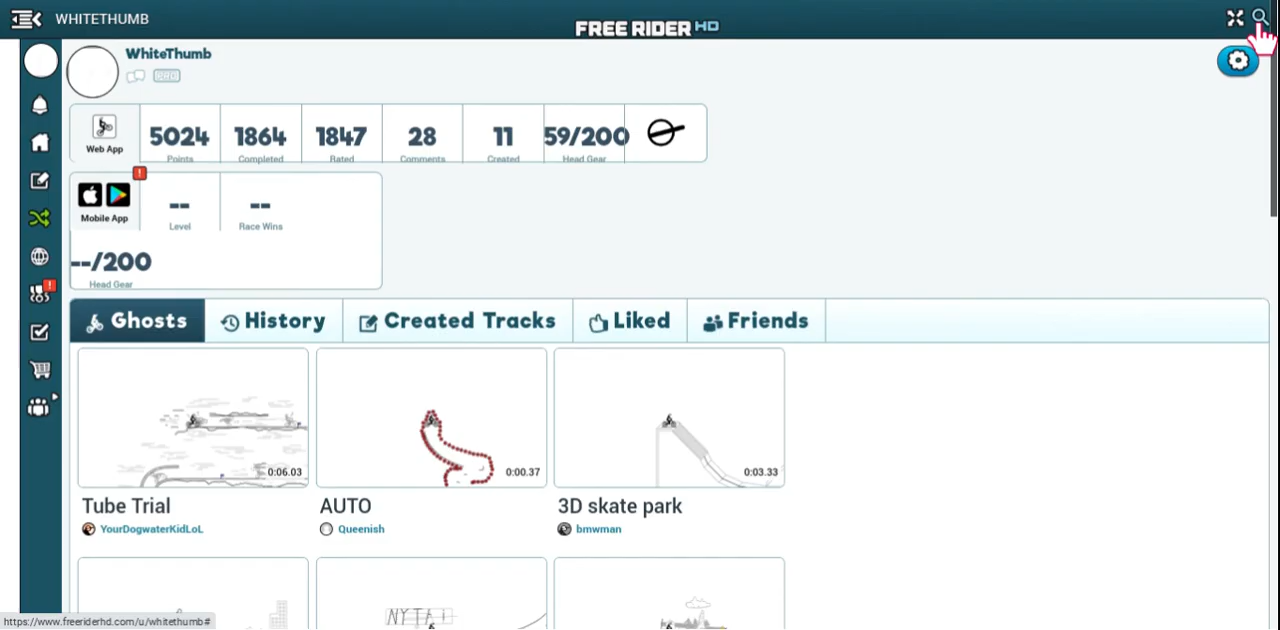 WHITETHUMB
FREE RIDER HD
WhiteThumb
PRO
Web App
5024
Points
1864
Completed
1847
Rated
28
Comments
11
Created
59/200
Head Gear
!
Mobile App
--
Level
--
Race Wins
--/200
Head Gear
!
Ghosts
History
Created Tracks
Liked
Friends
0:06.03
0:00.37
0:03.33
Tube Trial
AUTO
3D skate park
YourDogwaterKidLoL
Queenish
bmwman
https://www.freeriderhd.com/u/whitethumb#